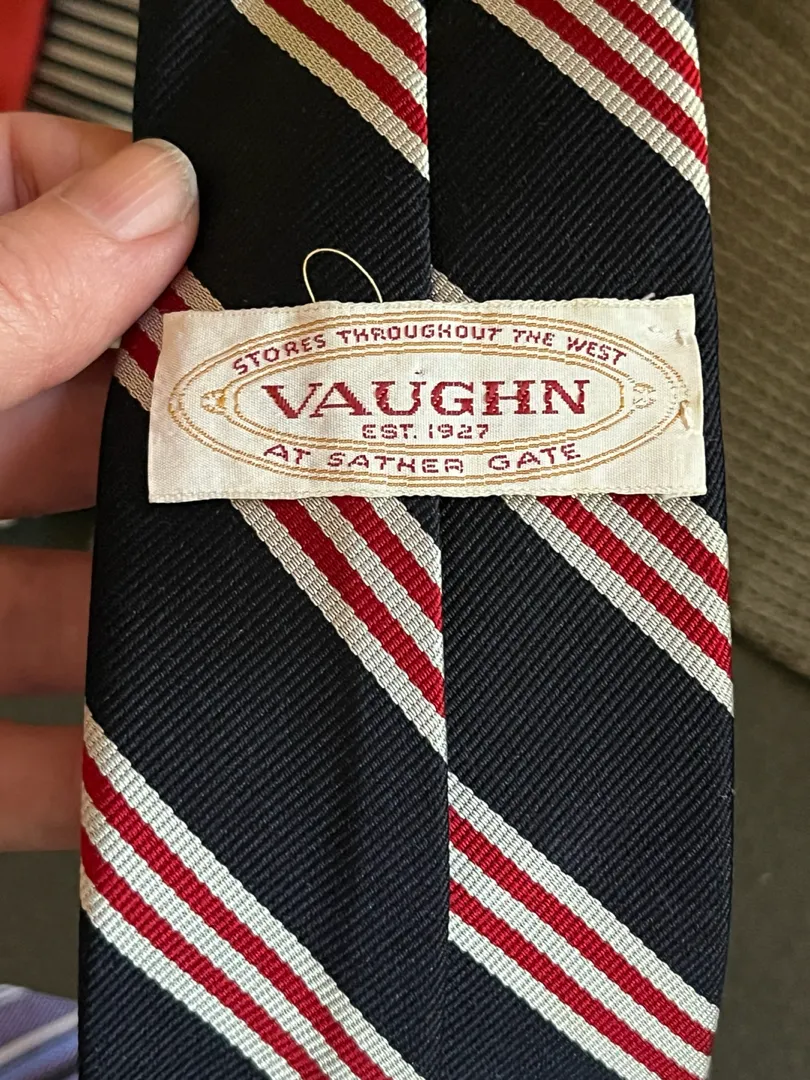 STORES THROUGHOUT THE WEST
VAUGHN
EST. 1927
AT SATHER GATE